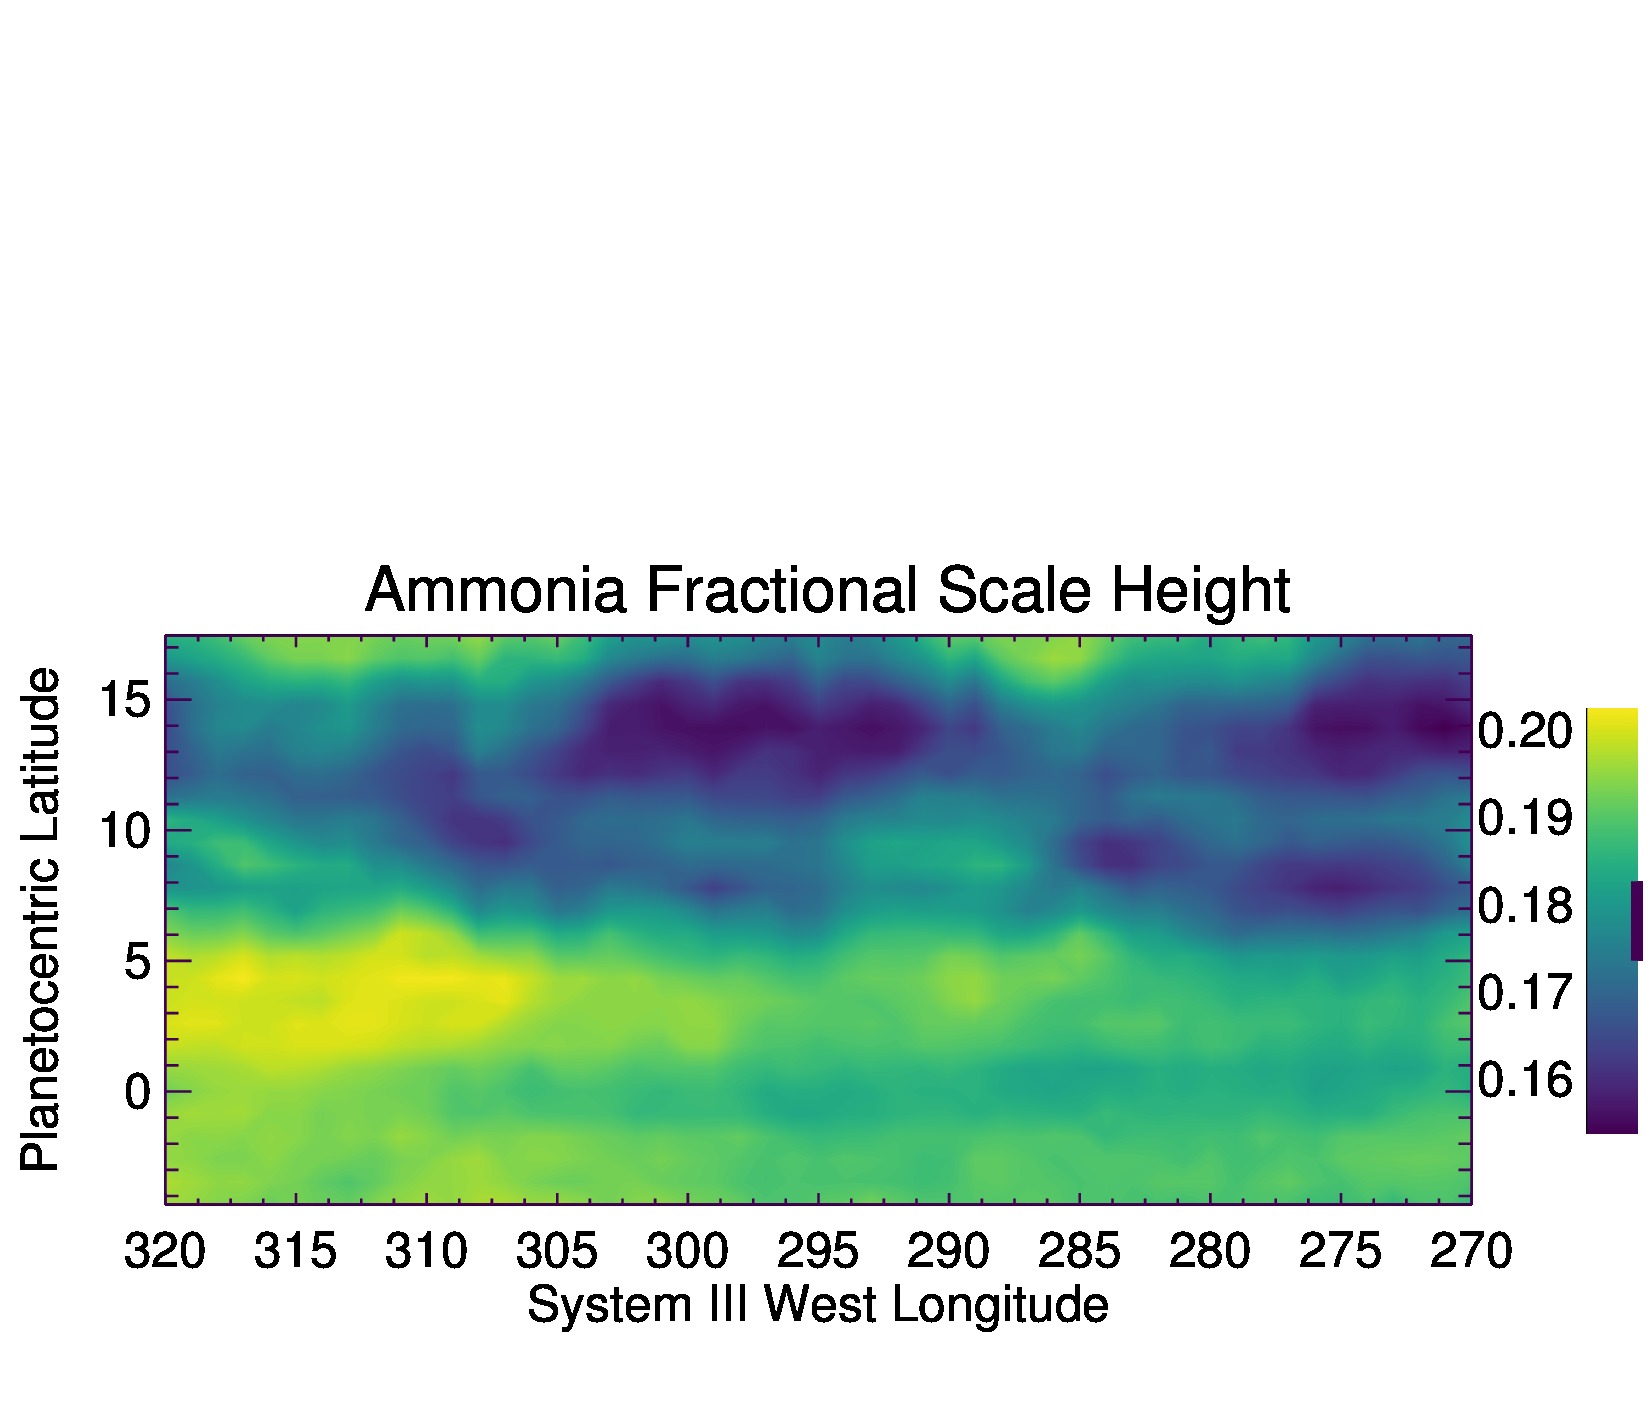 Ammonia Fractional Scale Height
Planetocentric Latitude
15
10
5
0
320 315 310 305 300 295 290 285 280 275 270
System III West Longitude
0.20
0.19
0.18
0.17
0.16